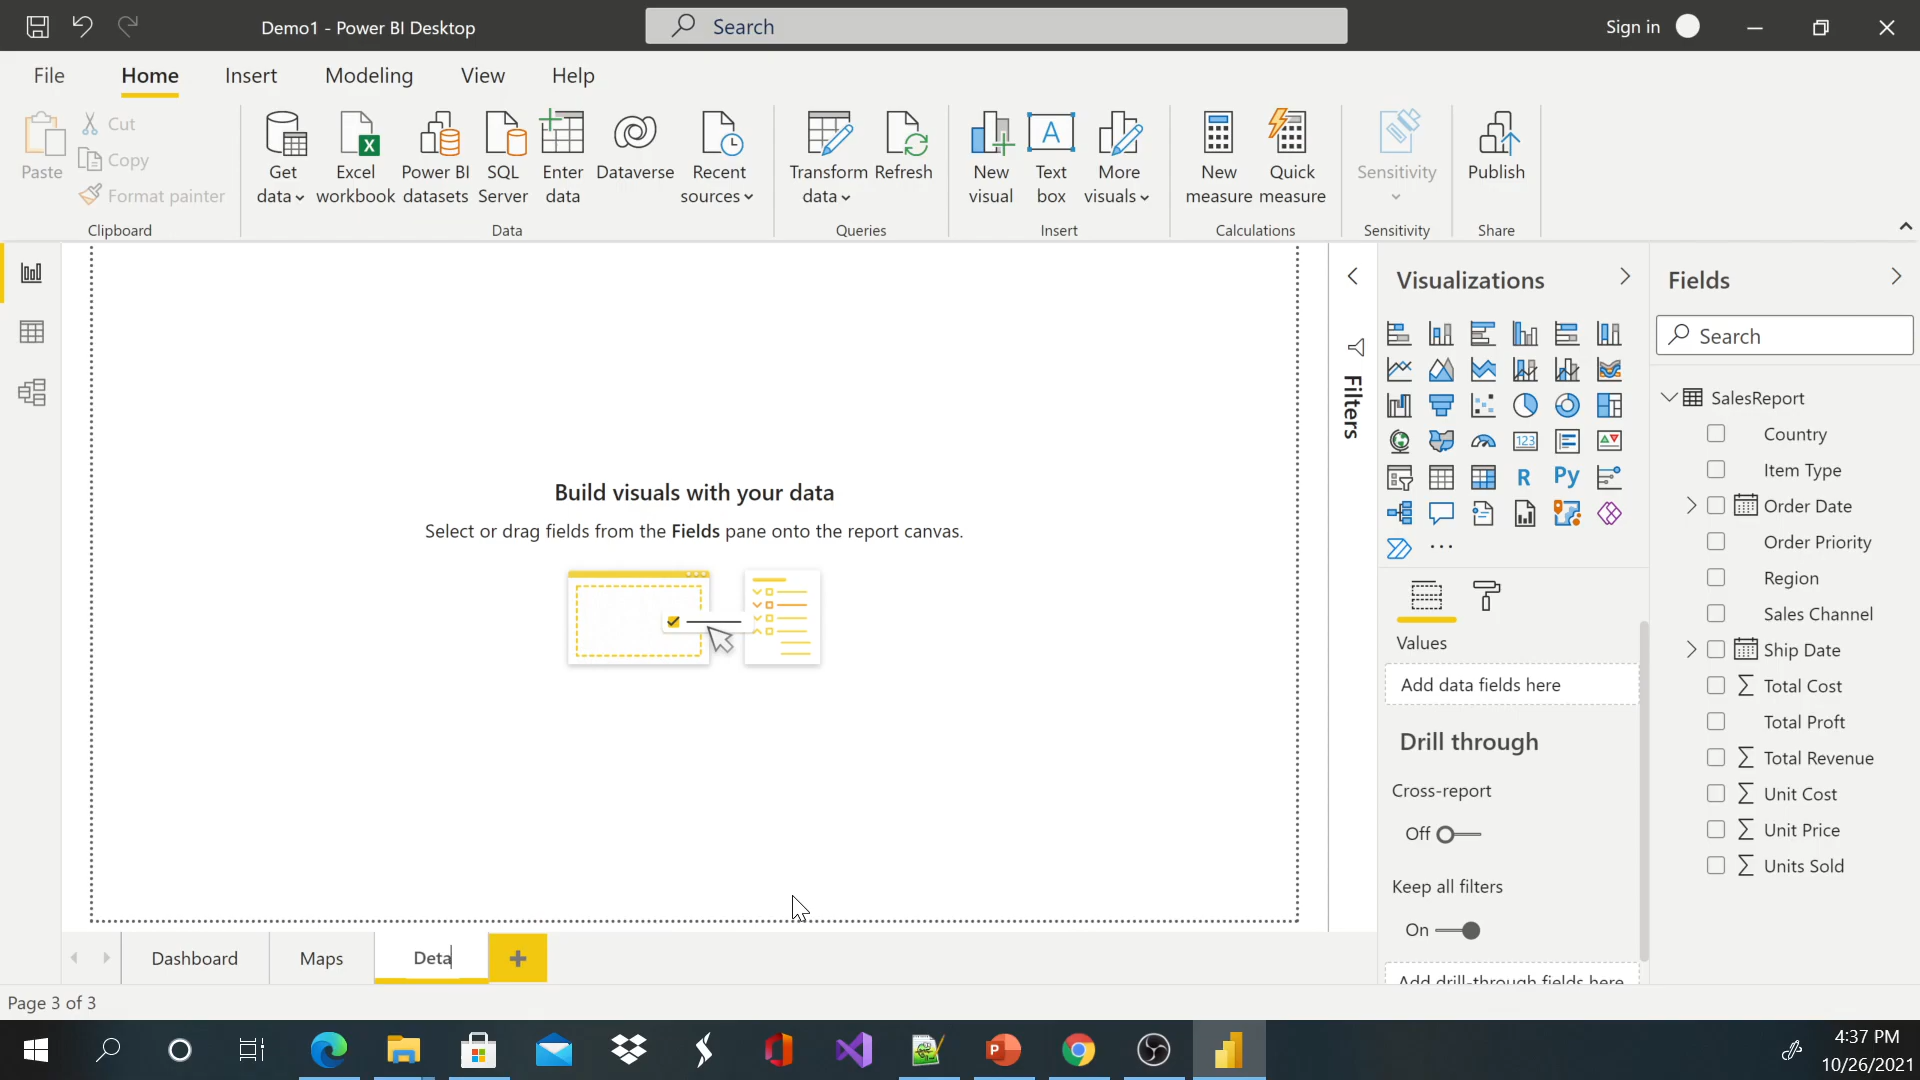 Demo1 - Power BI Desktop
Search
Sign in
File
Home
Insert
Modeling
View
Help
Paste
Cut
Copy
Format painter
Clipboard
Get data
Excel workbook
Power BI datasets
SQL Server
Enter data
Dataverse
Recent sources
Data
Transform data
Refresh
Queries
New visual
A
Text box
More visuals
Insert
New measure
Quick measure
Calculations
Sensitivity
Sensitivity
Publish
Share
Build visuals with your data
Select or drag fields from the Fields pane onto the report canvas.
Filters
Visualizations
123
R
Py
Values
Add data fields here
Drill through
Cross-report
Off
Keep all filters
On
Add drill-through fields here
Fields
Search
SalesReport
Country
Item Type
Order Date
Order Priority
Region
Sales Channel
Ship Date
Σ Total Cost
Total Proft
Σ Total Revenue
Σ Unit Cost
Σ Unit Price
Σ Units Sold
Dashboard
Maps
Deta
Page 3 of 3
4:37 PM
10/26/2021